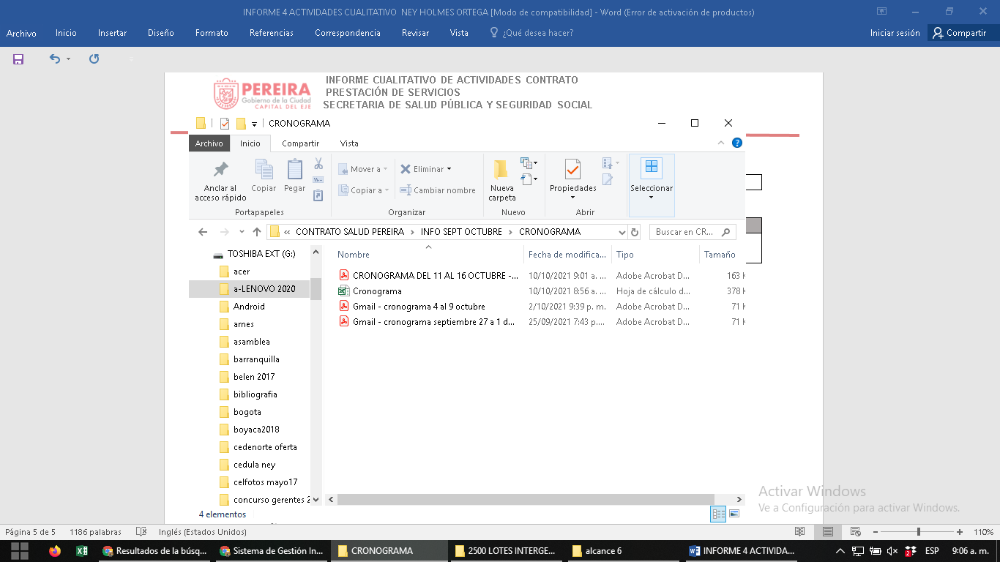 INFORME 4 ACTIVIDADES CUALITATIVO NEY HOLMES ORTEGA [Modo de compatibilidad] - Word (Error de activación de productos)
Archivo Inicio Insertar Diseño Formato Referencias Correspondencia Revisar Vista ¿Qué desea hacer? Iniciar sesión Compartir
INFORME CUALITATIVO DE ACTIVIDADES CONTRATO
PRESTACIÓN DE SERVICIOS
SECRETARIA DE SALUD PÚBLICA Y SEGURIDAD SOCIAL
PEREIRA
Gobierno de la Ciudad
CAPITAL DEL EJE
CRONOGRAMA
Archivo Inicio Compartir Vista
Anclar al acceso rápido
Copiar
Pegar
Portapapeles
Mover a
Copiar a
Eliminar
Cambiar nombre
Organizar
Nueva carpeta
Nuevo
Propiedades
Abrir
Seleccionar
« CONTRATO SALUD PEREIRA > INFO SEPT OCTUBRE > CRONOGRAMA
Buscar en CR...
TOSHIBA EXT (G:)
acer
a-LENOVO 2020
Android
arnes
asamblea
barranquilla
belen 2017
bibliografia
bogota
boyaca2018
cedenorte oferta
cedula ney
celfotos mayo17
concurso gerentes 2
Nombre Fecha de modifica... Tipo Tamaño
CRONOGRAMA DEL 11 AL 16 OCTUBRE -... 10/10/2021 9:01 a. ... Adobe Acrobat D... 163 K
Cronograma 10/10/2021 8:56 a. ... Hoja de cálculo d... 378 K
Gmail - cronograma 4 al 9 octubre 2/10/2021 9:39 p. m. Adobe Acrobat D... 71 K
Gmail - cronograma septiembre 27 a 1 d... 25/09/2021 7:43 p.... Adobe Acrobat D... 71 K
4 elementos
Activar Windows
Ve a Configuración para activar Windows.
Página 5 de 5 1186 palabras Inglés (Estados Unidos) 110%
Resultados de la búsq... Sistema de Gestión In... CRONOGRAMA 2500 LOTES INTERGE... alcance 6 INFORME 4 ACTIVIDA... 2 ESP 9:06 a. m.